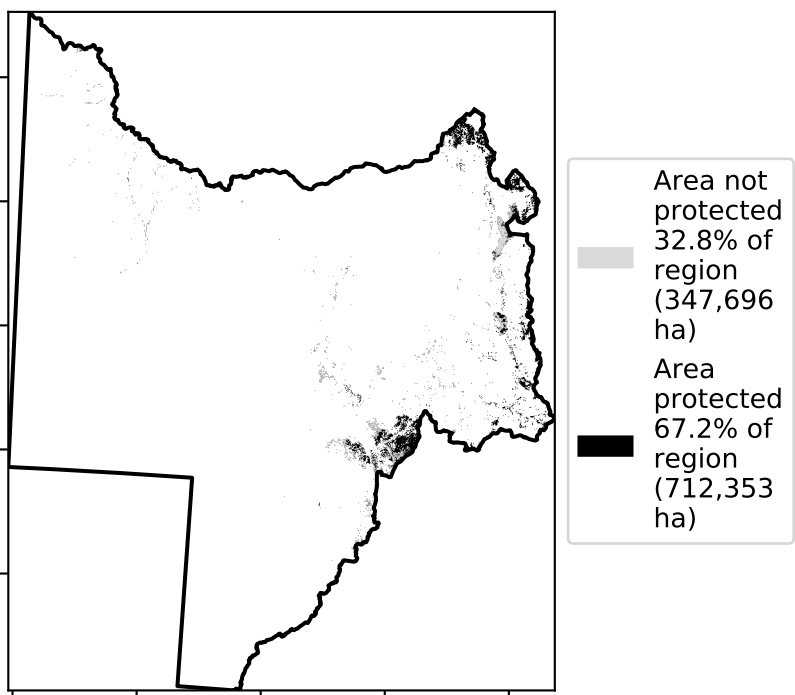 Area not
protected
32.8% of
region
(347,696
ha)
Area
protected
67.2% of
region
(712,353
ha)